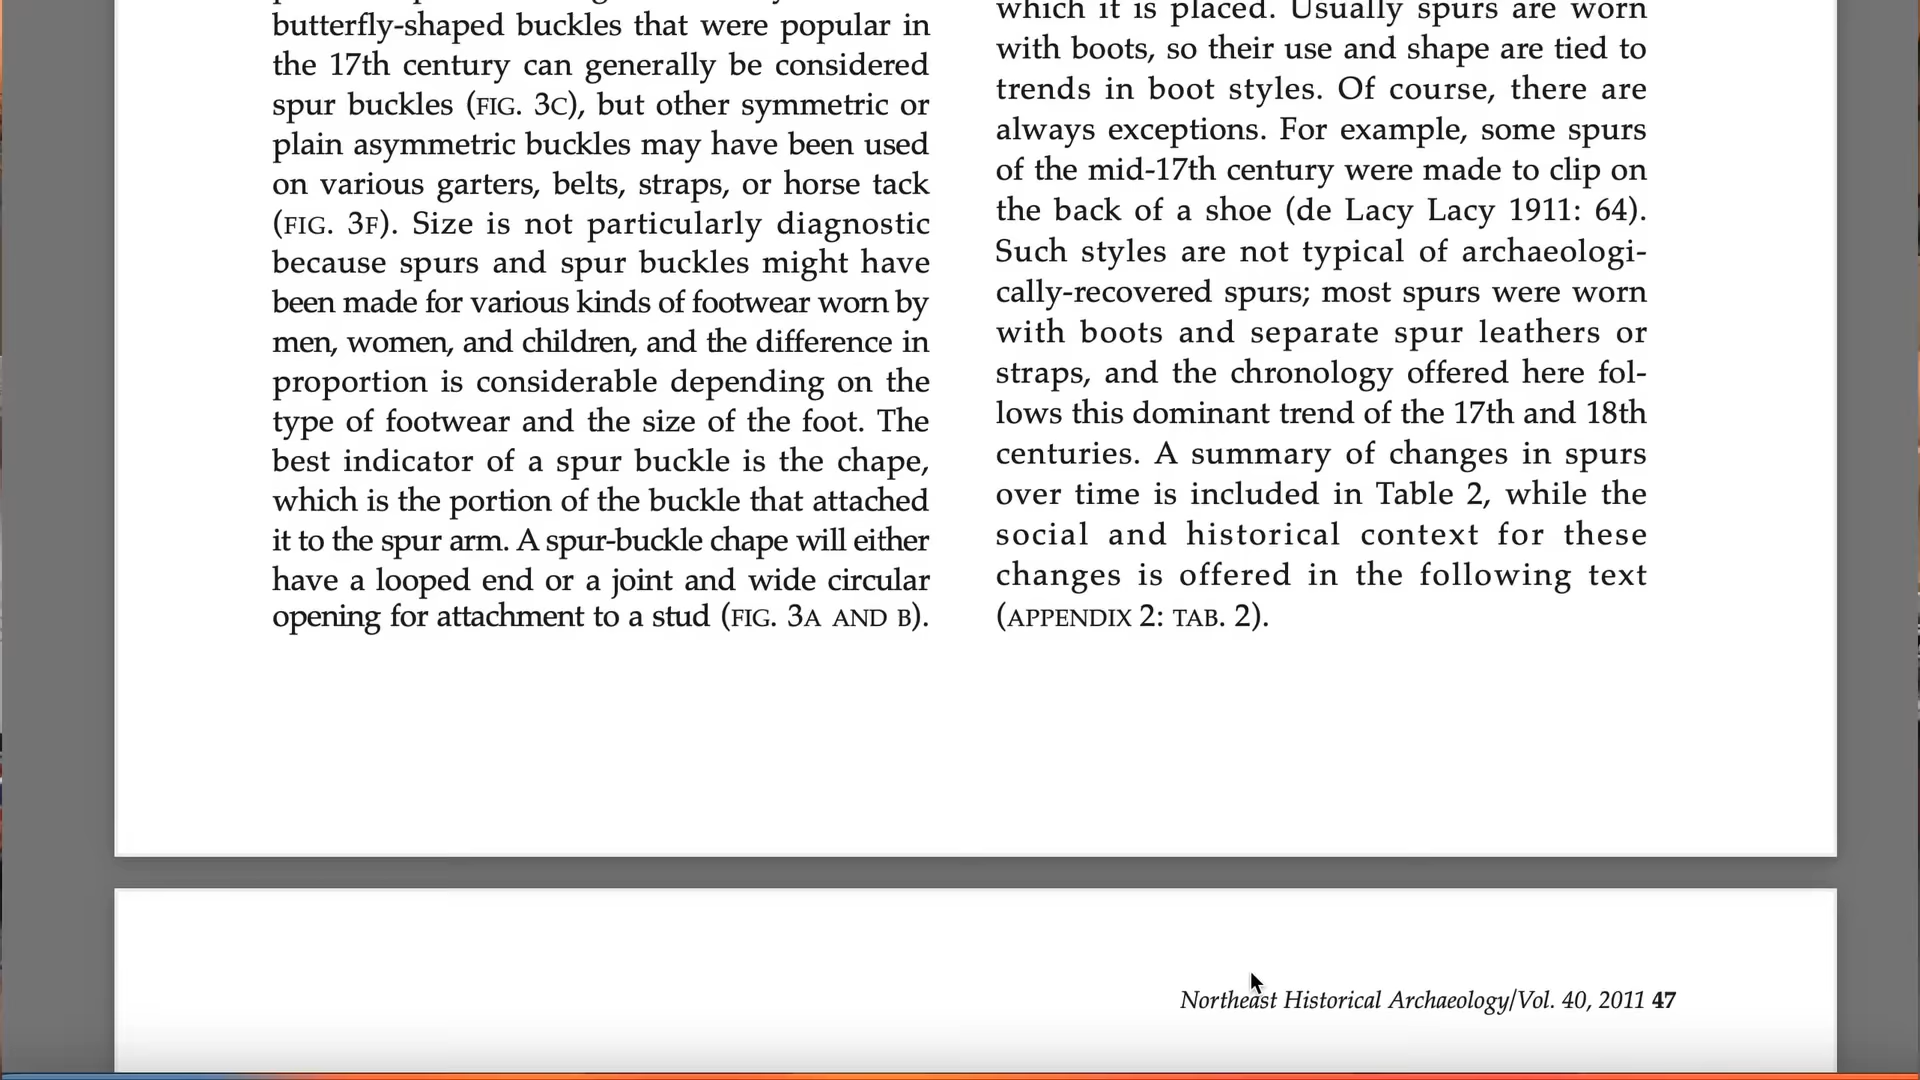 butterfly-shaped buckles that were popular in
the 17th century can generally be considered
spur buckles (FIG. 3C), but other symmetric or
plain asymmetric buckles may have been used
on various garters, belts, straps, or horse tack
(FIG. 3F). Size is not particularly diagnostic
because spurs and spur buckles might have
been made for various kinds of footwear worn by
men, women, and children, and the difference in
proportion is considerable depending on the
type of footwear and the size of the foot. The
best indicator of a spur buckle is the chape,
which is the portion of the buckle that attached
it to the spur arm. A spur-buckle chape will either
have a looped end or a joint and wide circular
opening for attachment to a stud (FIG. 3A AND B).
which it is placed. Usually spurs are worn
with boots, so their use and shape are tied to
trends in boot styles. Of course, there are
always exceptions. For example, some spurs
of the mid-17th century were made to clip on
the back of a shoe (de Lacy Lacy 1911: 64).
Such styles are not typical of archaeologi-
cally-recovered spurs; most spurs were worn
with boots and separate spur leathers or
straps, and the chronology offered here fol-
lows this dominant trend of the 17th and 18th
centuries. A summary of changes in spurs
over time is included in Table 2, while the
social and historical context for these
changes is offered in the following text
(APPENDIX 2: TAB. 2).
Northeast Historical Archaeology/Vol. 40, 2011 47